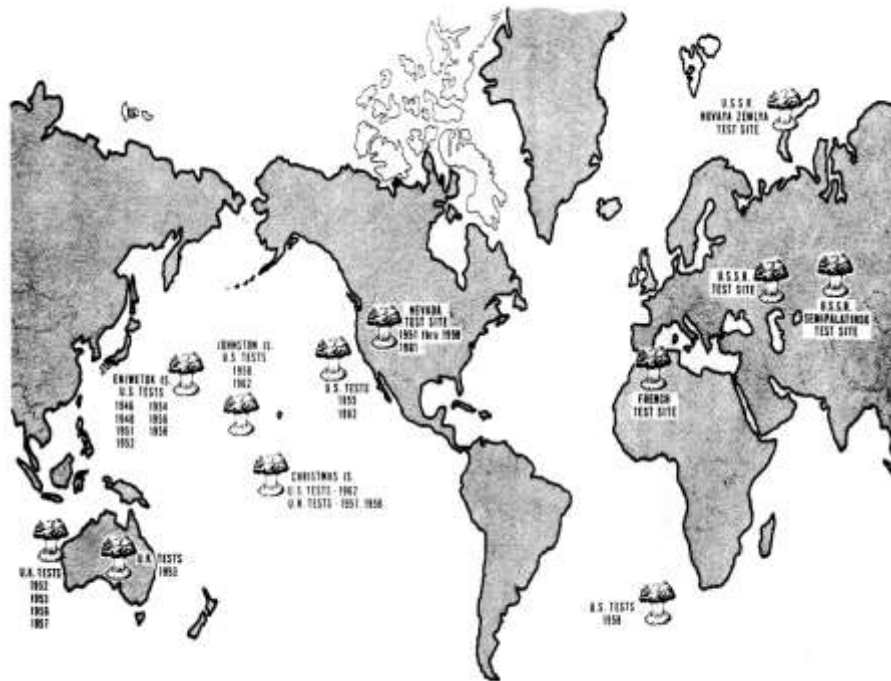 U.S.S.R.
NOVAYA ZEMLYA
TEST SITE
U.S.S.R.
TEST SITE
U.S.S.R.
SEMIPALATINSK
TEST SITE
NEVADA
TEST SITE
1951 thru 1958
1961
JOHNSTON IS.
U.S. TESTS
1958
1962
ENIWETOK IS.
U.S. TESTS
1946 1954
1948 1956
1951 1958
1952
U.S. TESTS
1962
FRENCH
TEST SITE
CHRISTMAS IS.
U.S. TESTS - 1962
U.K. TESTS - 1957, 1958
U.K. TESTS
1952
1953
1956
1957
U.K. TESTS
1953
U.S. TESTS
1958